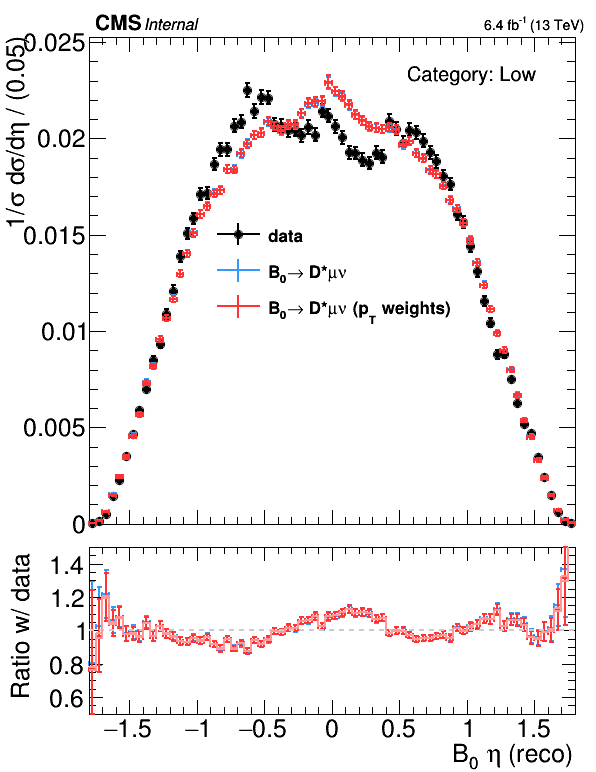 CMS Internal 6.4 fb⁻¹ (13 TeV)
1/σ dσ/dη / (0.05)
0.025
0.02
0.015
0.01
0.005
0
Category: Low
data
B₀→ D*μν
B₀→ D*μν (p_T weights)
Ratio w/ data
1.4
1.2
1
0.8
0.6
−1.5 −1 −0.5 0 0.5 1 1.5
B₀ η (reco)